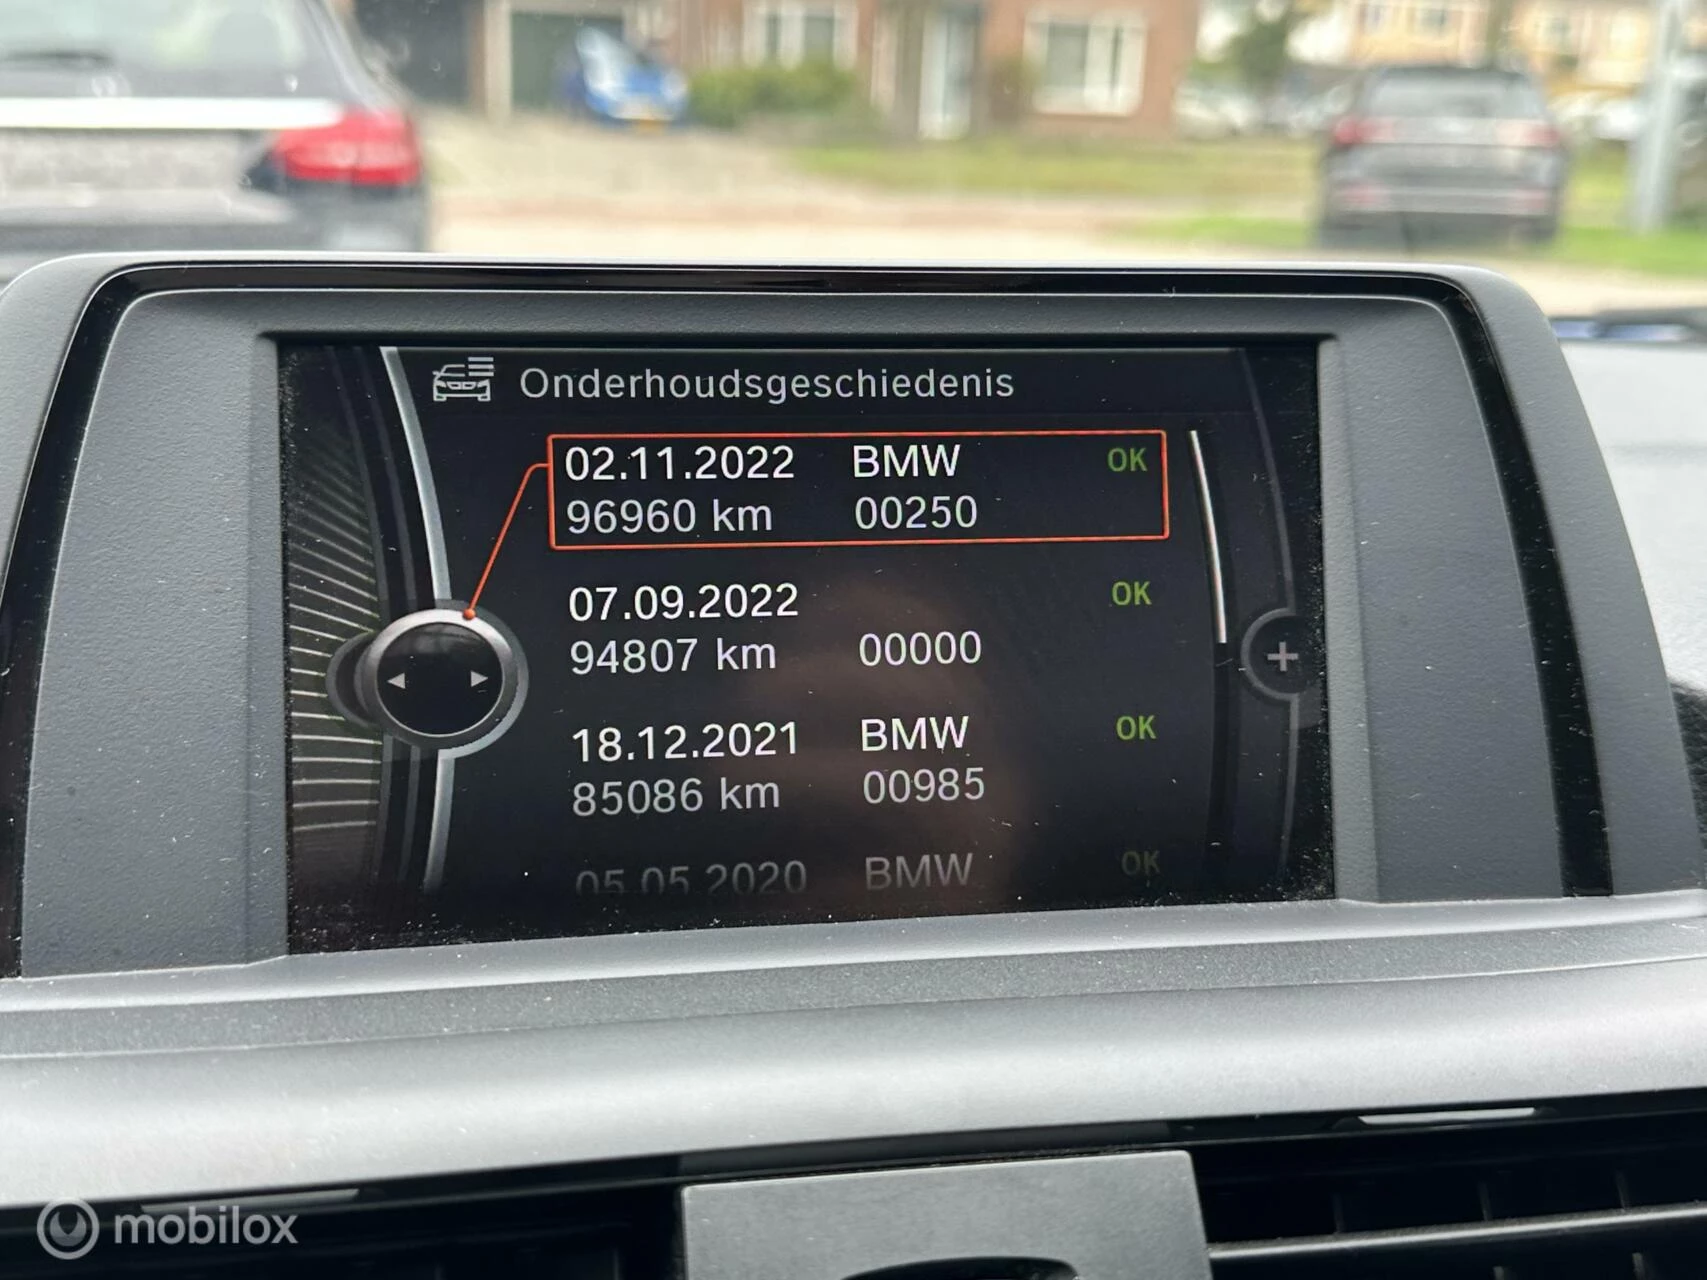 Onderhoudsgeschiedenis
02.11.2022 BMW OK
96960 km 00250
07.09.2022 OK
94807 km 00000
18.12.2021 BMW OK
85086 km 00985
05.05.2020 BMW OK
mobilox